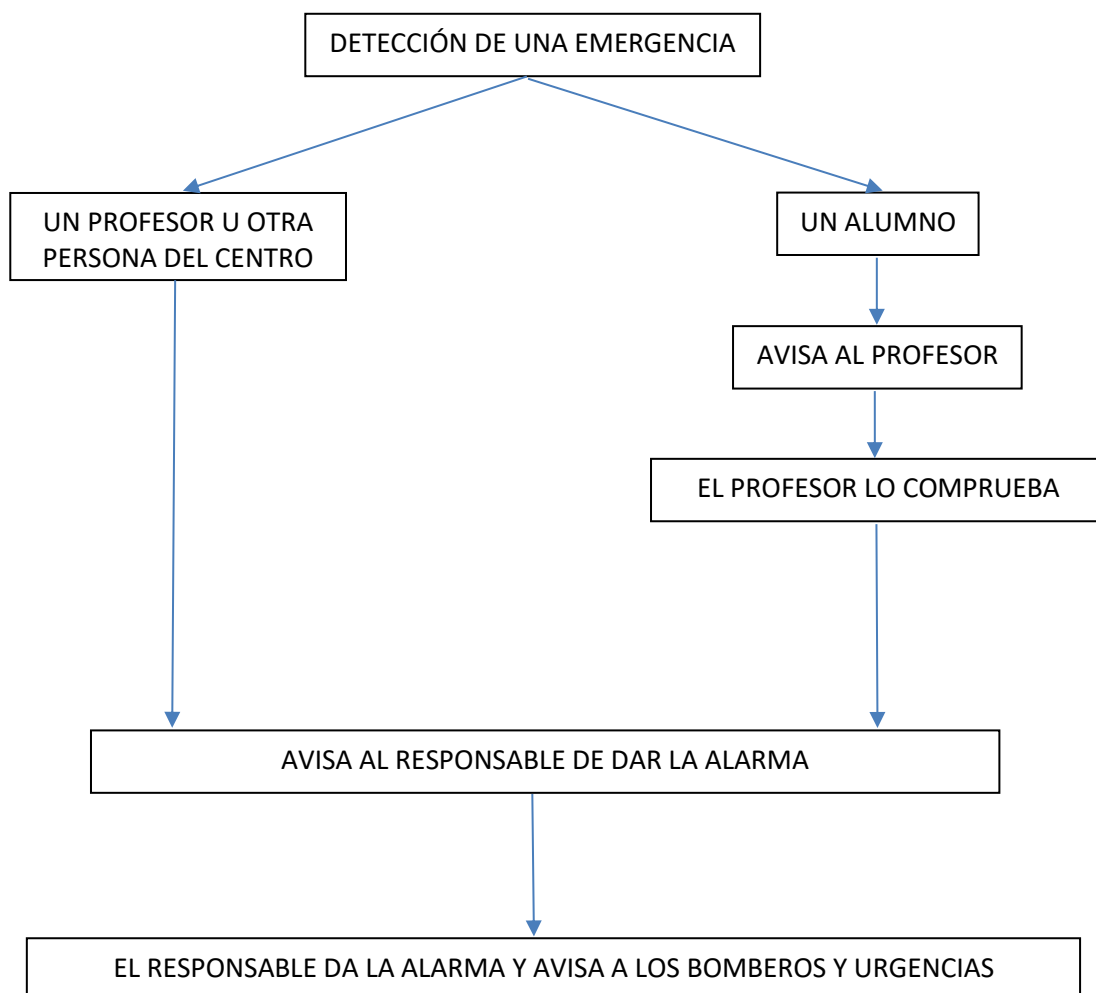 DETECCIÓN DE UNA EMERGENCIA
UN PROFESOR U OTRA
PERSONA DEL CENTRO
UN ALUMNO
AVISA AL PROFESOR
EL PROFESOR LO COMPRUEBA
AVISA AL RESPONSABLE DE DAR LA ALARMA
EL RESPONSABLE DA LA ALARMA Y AVISA A LOS BOMBEROS Y URGENCIAS